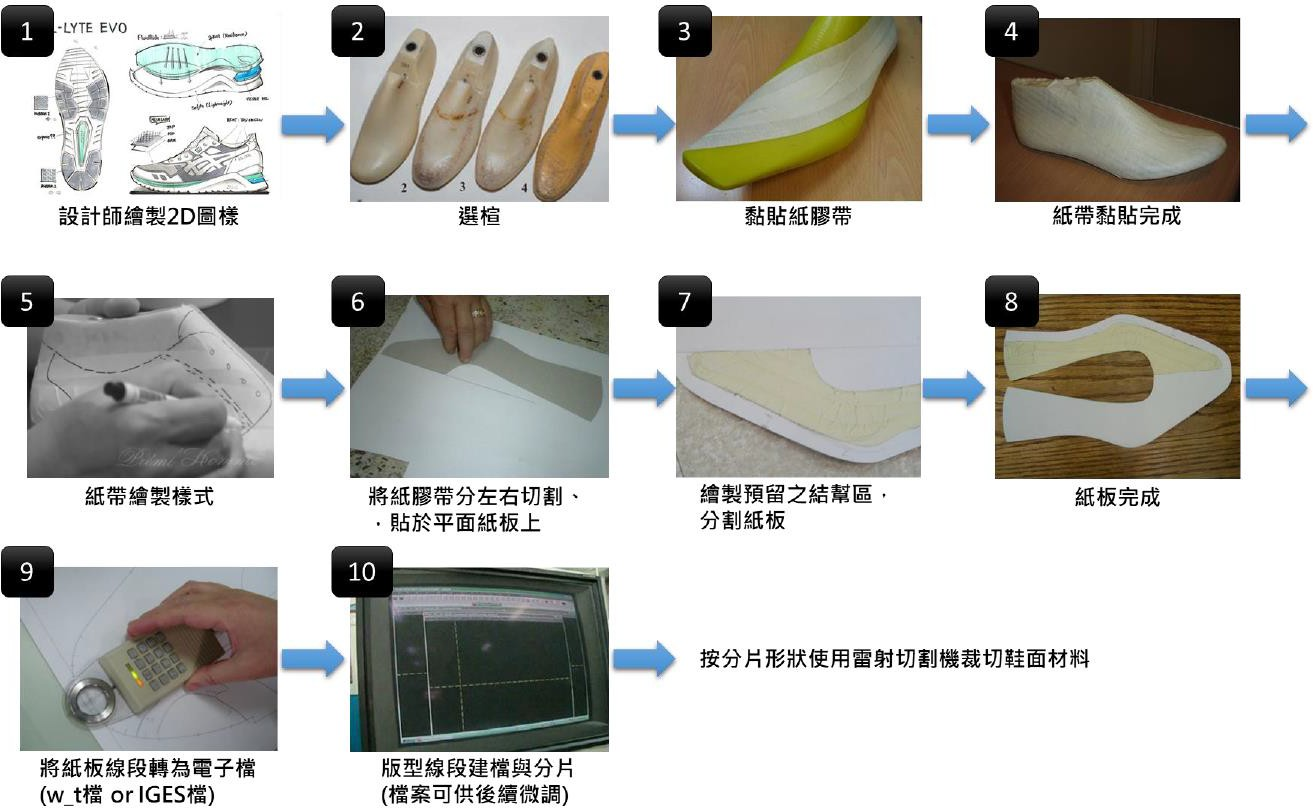 1
L-LYTE EVO
2
2
3
4
3
4
設計師繪製2D圖樣
選楦
黏貼紙膠帶
紙帶黏貼完成
5
Prêmi Homme
6
7
8
紙帶繪製樣式
將紙膠帶分左右切割、
，貼於平面紙板上
繪製預留之結幫區，
分割紙板
紙板完成
9
10
按分片形狀使用雷射切割機裁切鞋面材料
將紙板線段轉為電子檔
(w_t檔 or IGES檔)
版型線段建檔與分片
(檔案可供後續微調)